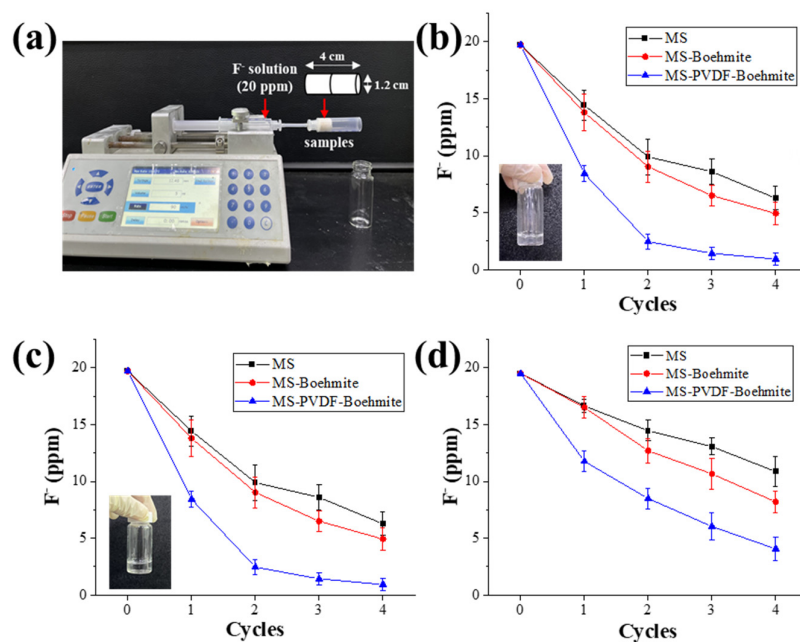 (a)
F⁻ solution
(20 ppm)
4 cm
1.2 cm
samples
(b)
F⁻ (ppm)
20
15
10
5
0
MS
MS-Boehmite
MS-PVDF-Boehmite
0 1 2 3 4
Cycles
(c)
F⁻ (ppm)
20
15
10
5
0
MS
MS-Boehmite
MS-PVDF-Boehmite
0 1 2 3 4
Cycles
(d)
F⁻ (ppm)
20
15
10
5
0
MS
MS-Boehmite
MS-PVDF-Boehmite
0 1 2 3 4
Cycles